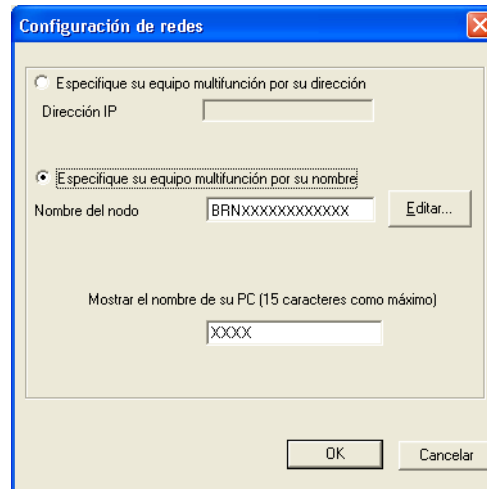 Configuración de redes
Especifique su equipo multifunción por su dirección
Dirección IP
Especifique su equipo multifunción por su nombre
Nombre del nodo BRNXXXXXXXXXXXX Editar...
Mostrar el nombre de su PC (15 caracteres como máximo)
XXXX
OK Cancelar